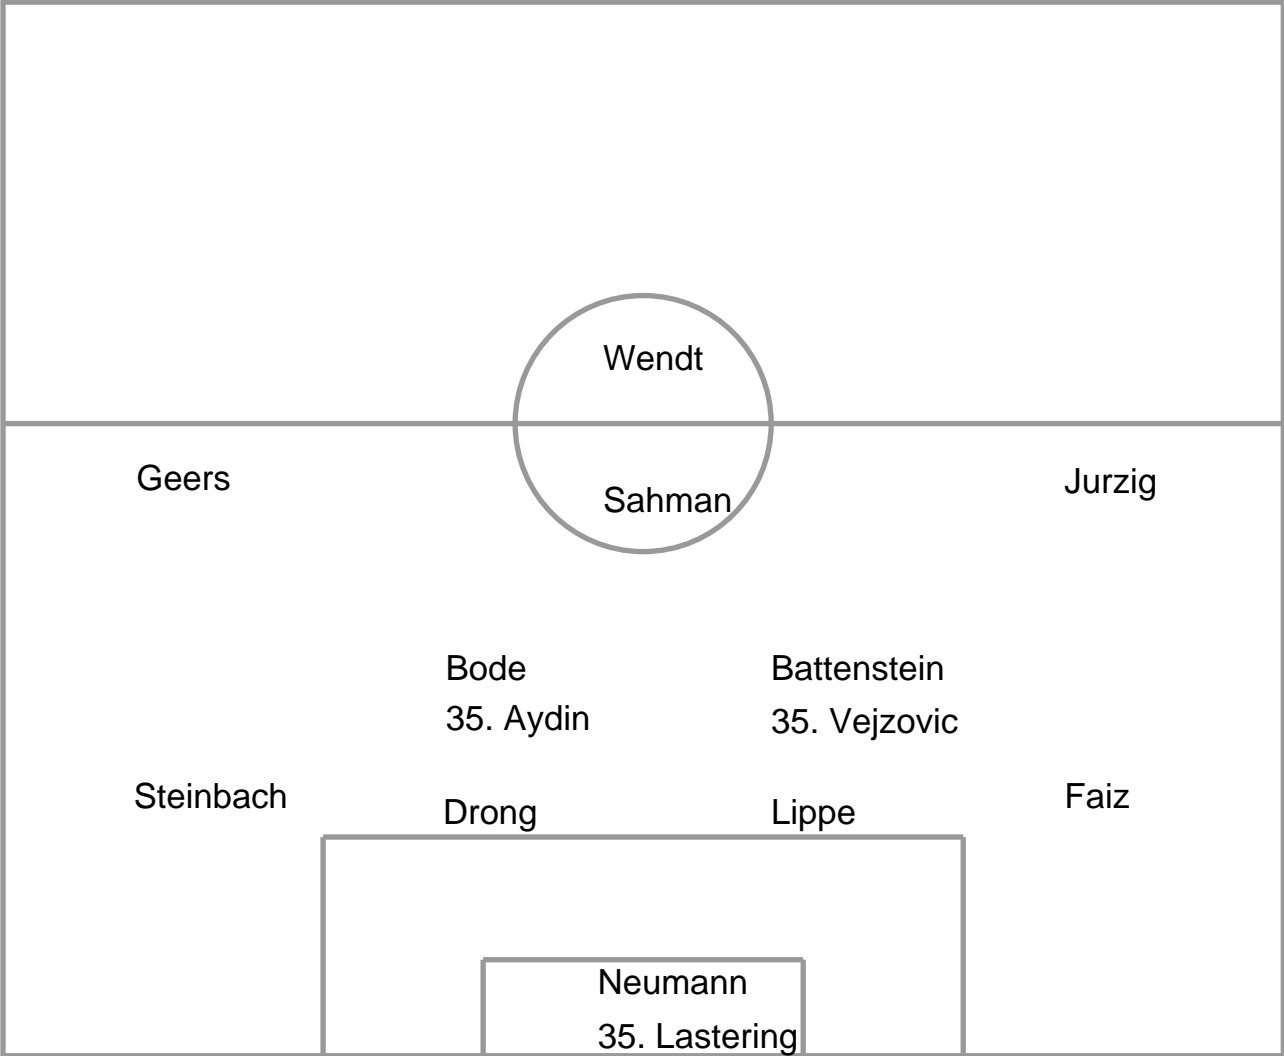 Wendt
Geers
Jurzig
Sahman
Bode
Battenstein
35. Aydin
35. Vejzovic
Steinbach
Faiz
Drong
Lippe
Neumann
35. Lastering